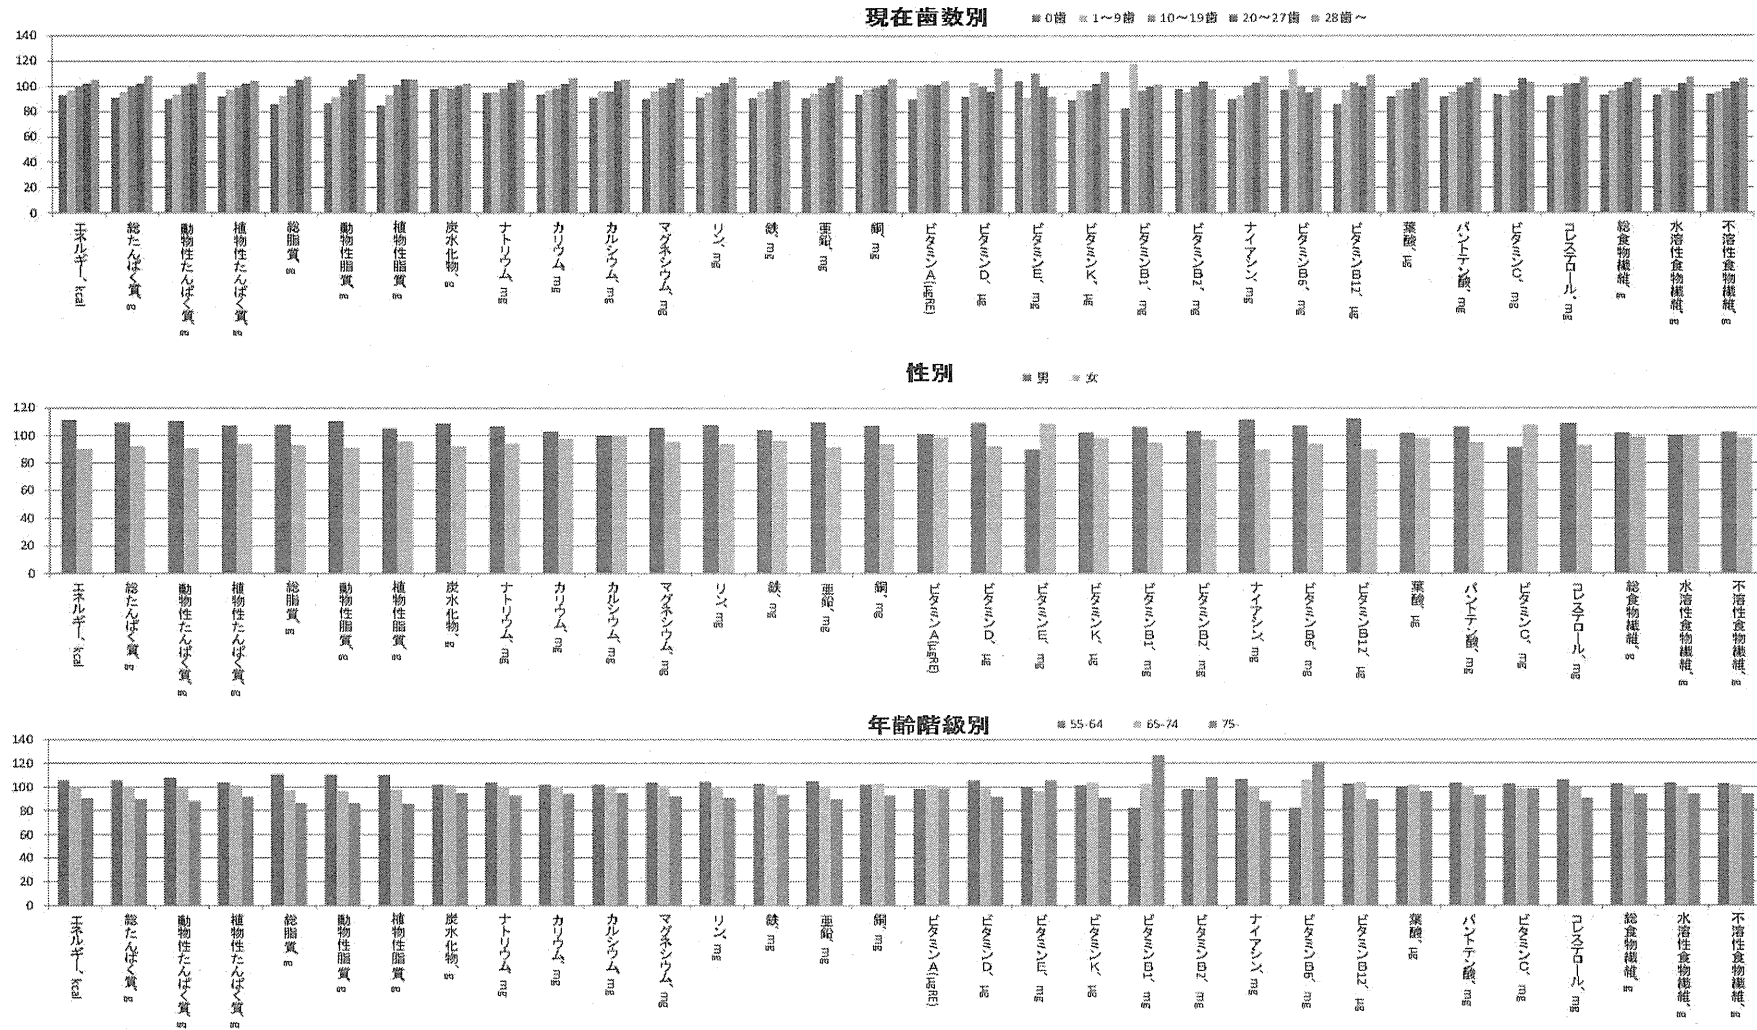 現在歯数別 ■0歯 ■1～9歯 ■10～19歯 ■20～27歯 ■28歯～
140
120
100
80
60
40
20
0
エネルギー、kcal
総たんぱく質、g
動物性たんぱく質、g
植物性たんぱく質、g
総脂質、g
動物性脂質、g
植物性脂質、g
炭水化物、g
ナトリウム、mg
カリウム、mg
カルシウム、mg
マグネシウム、mg
リン、mg
鉄、mg
亜鉛、mg
銅、mg
ビタミンA(μgRE)
ビタミンD、μg
ビタミンE、mg
ビタミンK、μg
ビタミンB1、mg
ビタミンB2、mg
ナイアシン、mg
ビタミンB6、mg
ビタミンB12、μg
葉酸、μg
パントテン酸、mg
ビタミンC、mg
コレステロール、mg
総食物繊維、g
水溶性食物繊維、g
不溶性食物繊維、g
性別 ■男 ■女
120
100
80
60
40
20
0
エネルギー、kcal
総たんぱく質、g
動物性たんぱく質、g
植物性たんぱく質、g
総脂質、g
動物性脂質、g
植物性脂質、g
炭水化物、g
ナトリウム、mg
カリウム、mg
カルシウム、mg
マグネシウム、mg
リン、mg
鉄、mg
亜鉛、mg
銅、mg
ビタミンA(μgRE)
ビタミンD、μg
ビタミンE、mg
ビタミンK、μg
ビタミンB1、mg
ビタミンB2、mg
ナイアシン、mg
ビタミンB6、mg
ビタミンB12、μg
葉酸、μg
パントテン酸、mg
ビタミンC、mg
コレステロール、mg
総食物繊維、g
水溶性食物繊維、g
不溶性食物繊維、g
年齢階級別 ■55-64 ■65-74 ■75-
140
120
100
80
60
40
20
0
エネルギー、kcal
総たんぱく質、g
動物性たんぱく質、g
植物性たんぱく質、g
総脂質、g
動物性脂質、g
植物性脂質、g
炭水化物、g
ナトリウム、mg
カリウム、mg
カルシウム、mg
マグネシウム、mg
リン、mg
鉄、mg
亜鉛、mg
銅、mg
ビタミンA(μgRE)
ビタミンD、μg
ビタミンE、mg
ビタミンK、μg
ビタミンB1、mg
ビタミンB2、mg
ナイアシン、mg
ビタミンB6、mg
ビタミンB12、μg
葉酸、μg
パントテン酸、mg
ビタミンC、mg
コレステロール、mg
総食物繊維、g
水溶性食物繊維、g
不溶性食物繊維、g